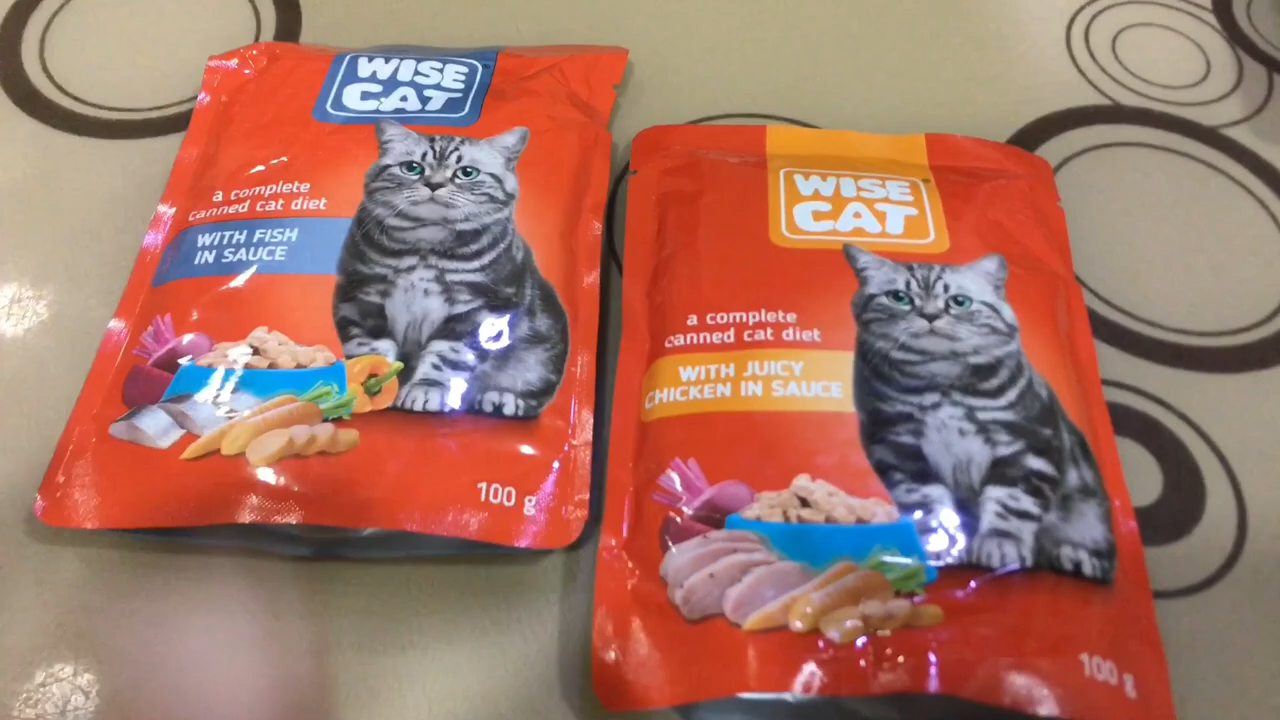 WISE
CAT
a complete
canned cat diet
WITH FISH
IN SAUCE
100 g
WISE
CAT
a complete
canned cat diet
WITH JUICY
CHICKEN IN SAUCE
100 g